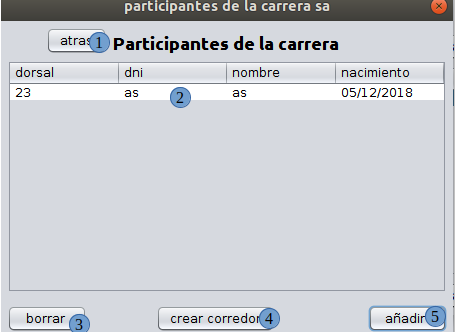 participantes de la carrera sa
atras 1 Participantes de la carrera
dorsal dni nombre nacimiento
23 as 2 as 05/12/2018
borrar 3 crear corredor 4 añadir 5